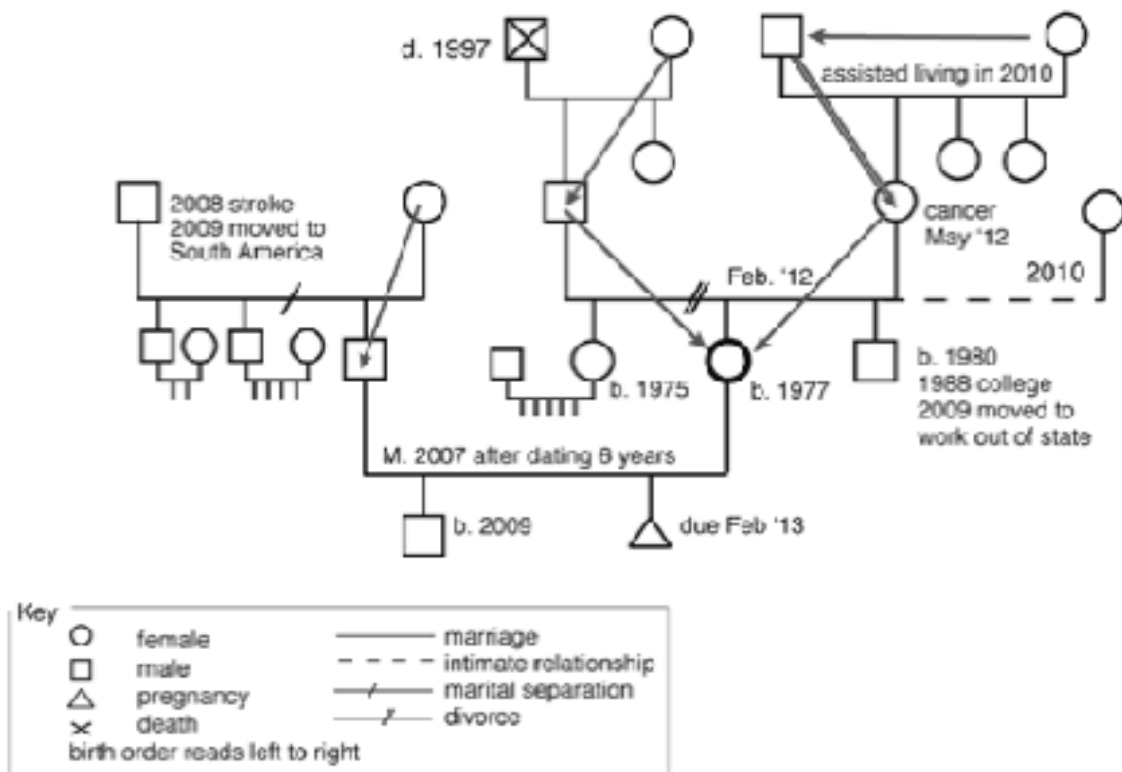 d. 1997
assisted living in 2010
2008 stroke
2009 moved to
South America
cancer
May '12
Feb. '12
2010
b. 1975
b. 1977
b. 1980
1988 college
2009 moved to
work out of state
M. 2007 after dating 6 years
b. 2009
due Feb '13
Key
female
male
pregnancy
death
birth order reads left to right
marriage
intimate relationship
marital separation
divorce